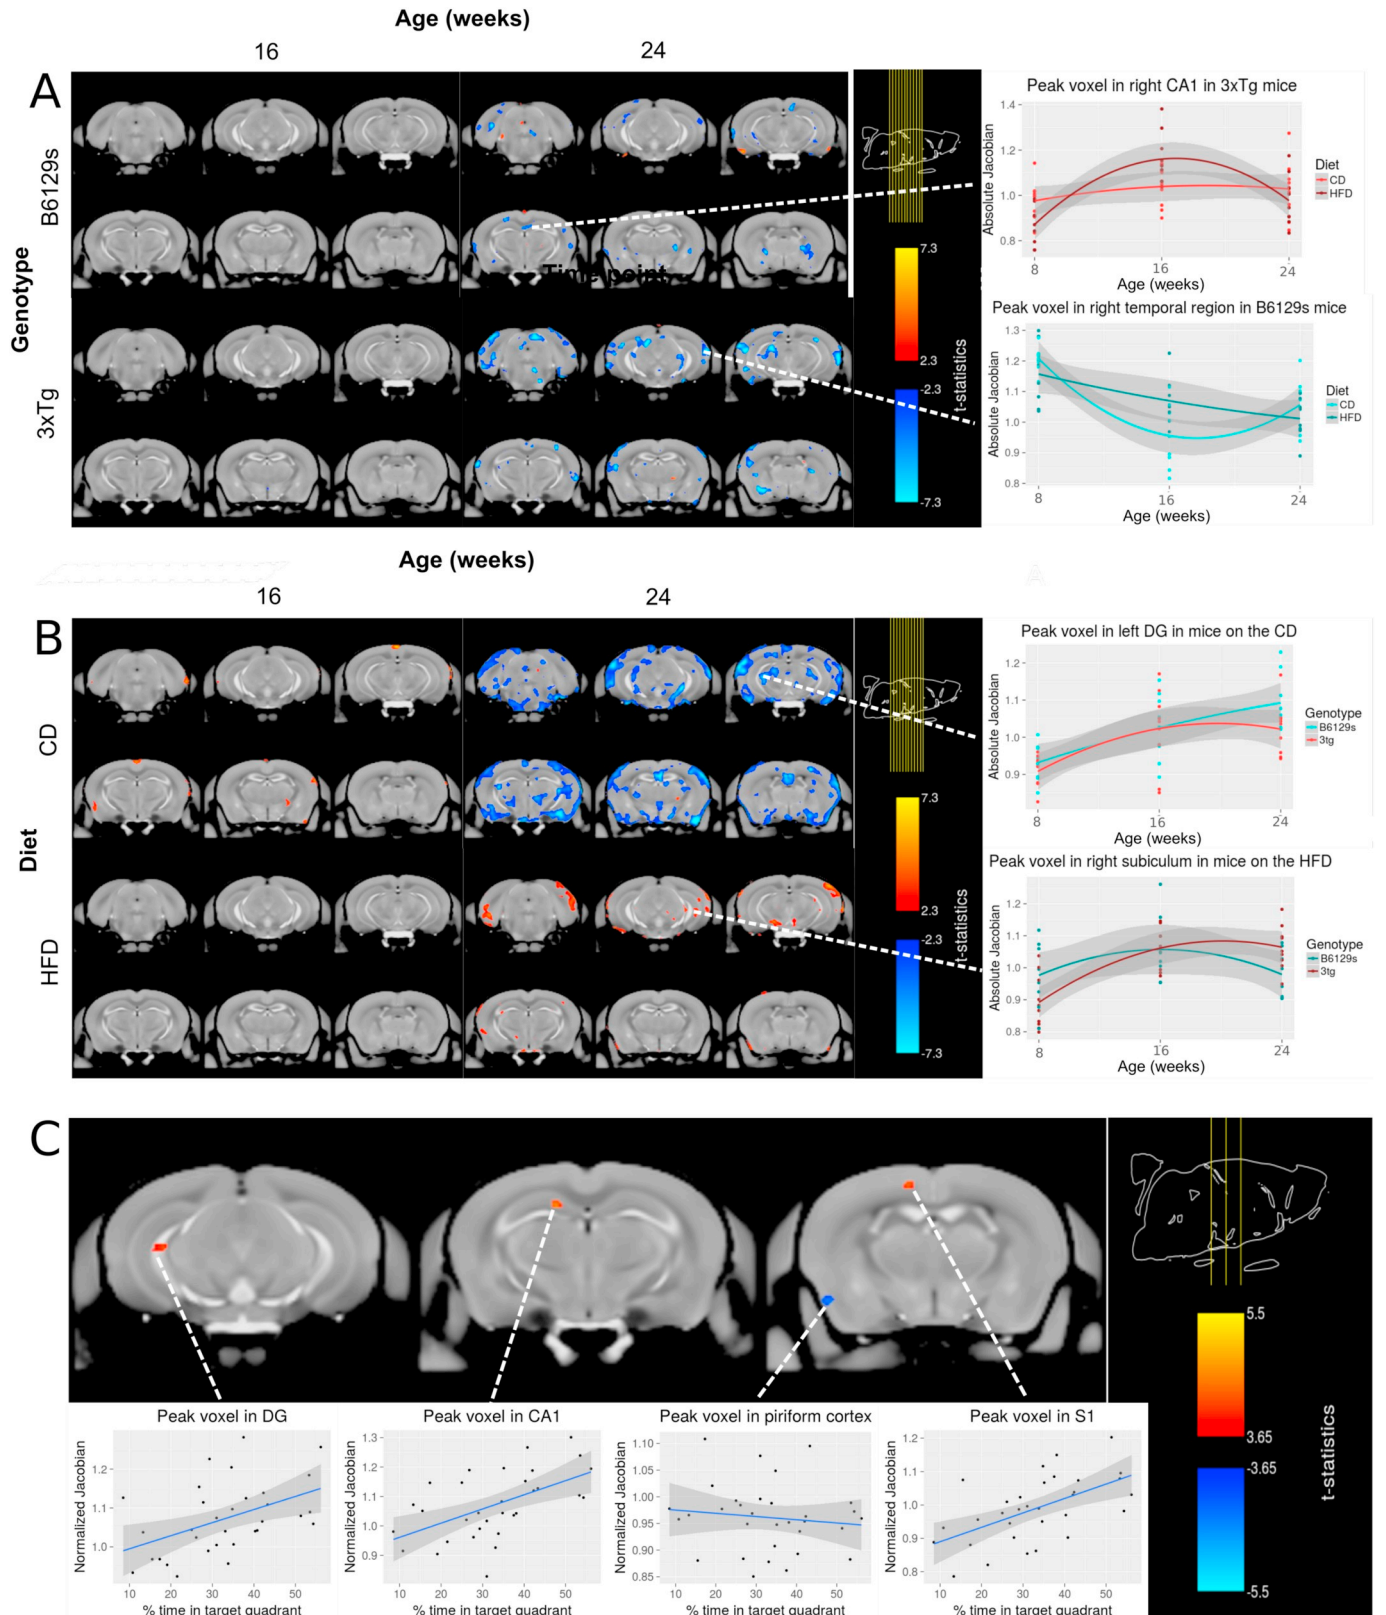 Age (weeks)
16 24
A
Genotype
B6129s
3xTg
Time point
7.3
2.3
-2.3
-7.3
t-statistics
Peak voxel in right CA1 in 3xTg mice
Absolute Jacobian
1.4
1.2
1.0
0.8
8 16 24
Age (weeks)
Diet
CD
HFD
Peak voxel in right temporal region in B6129s mice
Absolute Jacobian
1.3
1.2
1.1
1.0
0.9
0.8
8 16 24
Age (weeks)
Diet
CD
HFD
Age (weeks)
16 24
B
Diet
CD
HFD
7.3
2.3
-2.3
-7.3
t-statistics
Peak voxel in left DG in mice on the CD
Absolute Jacobian
1.2
1.1
1.0
0.9
8 16 24
Age (weeks)
Genotype
B6129s
3tg
Peak voxel in right subiculum in mice on the HFD
Absolute Jacobian
1.2
1.1
1.0
0.9
0.8
8 16 24
Age (weeks)
Genotype
B6129s
3tg
C
5.5
3.65
-3.65
-5.5
t-statistics
Peak voxel in DG
Normalized Jacobian
1.2
1.1
1.0
10 20 30 40 50
% time in target quadrant
Peak voxel in CA1
Normalized Jacobian
1.3
1.2
1.1
1.0
0.9
10 20 30 40 50
% time in target quadrant
Peak voxel in piriform cortex
Normalized Jacobian
1.10
1.05
1.00
0.95
0.90
0.85
10 20 30 40 50
% time in target quadrant
Peak voxel in S1
Normalized Jacobian
1.2
1.1
1.0
0.9
0.8
10 20 30 40 50
% time in target quadrant